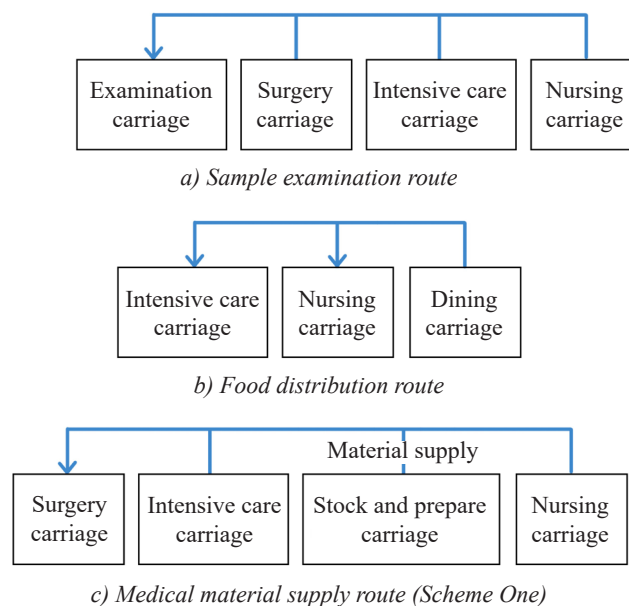 Examination
carriage
Surgery
carriage
Intensive care
carriage
Nursing
carriage
a) Sample examination route
Intensive care
carriage
Nursing
carriage
Dining
carriage
b) Food distribution route
Material supply
Surgery
carriage
Intensive care
carriage
Stock and prepare
carriage
Nursing
carriage
c) Medical material supply route (Scheme One)